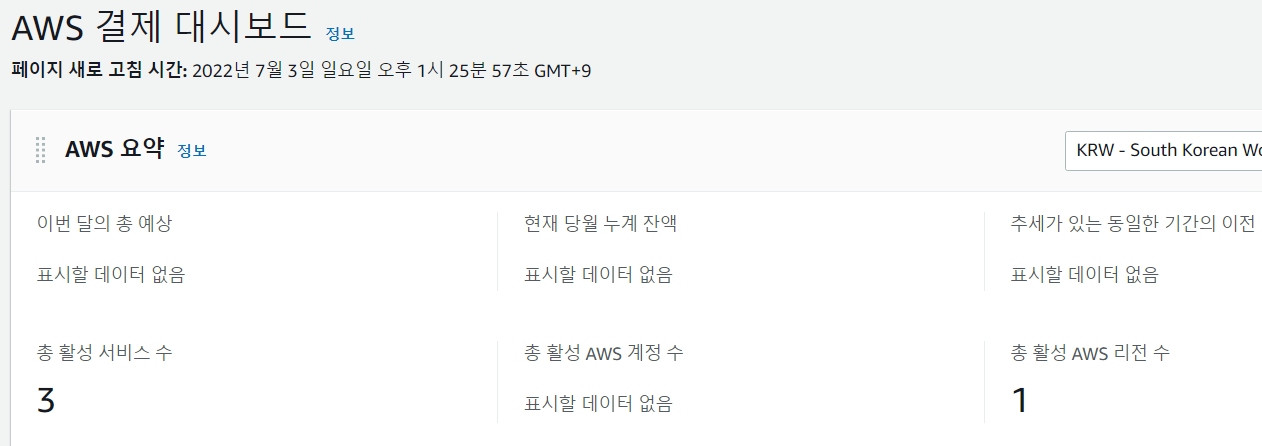 AWS 결제 대시보드 정보
페이지 새로 고침 시간: 2022년 7월 3일 일요일 오후 1시 25분 57초 GMT+9
AWS 요약 정보
KRW - South Korean
이번 달의 총 예상
현재 당월 누계 잔액
추세가 있는 동일한 기간의 이전
표시할 데이터 없음
표시할 데이터 없음
표시할 데이터 없음
총 활성 서비스 수
총 활성 AWS 계정 수
총 활성 AWS 리전 수
3
표시할 데이터 없음
1